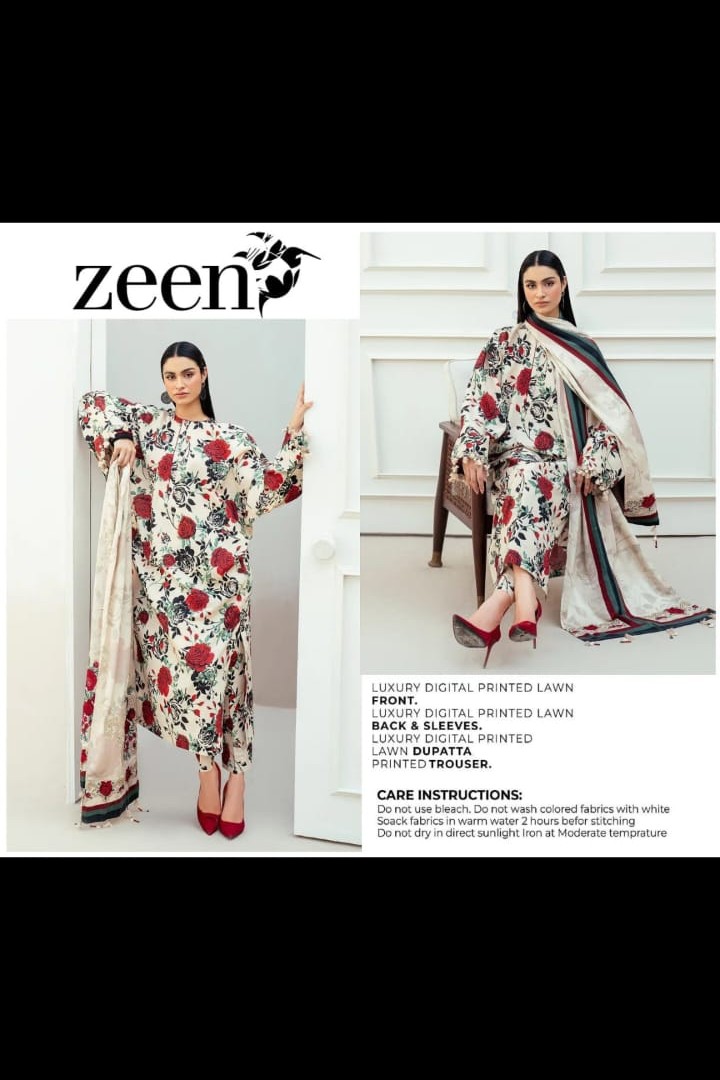 zeen
LUXURY DIGITAL PRINTED LAWN
FRONT.
LUXURY DIGITAL PRINTED LAWN
BACK & SLEEVES.
LUXURY DIGITAL PRINTED
LAWN DUPATTA
PRINTED TROUSER.
CARE INSTRUCTIONS:
Do not use bleach. Do not wash colored fabrics with white
Soack fabrics in warm water 2 hours befor stitching
Do not dry in direct sunlight Iron at Moderate temprature